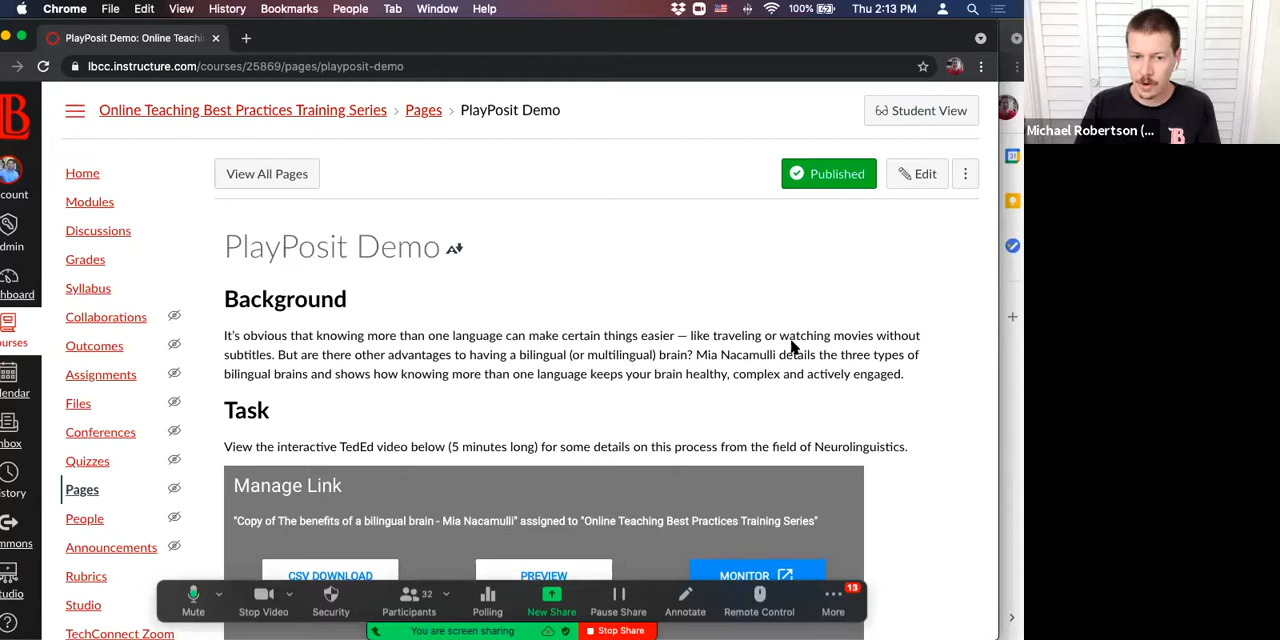 Chrome File Edit View History Bookmarks People Tab Window Help 100% Thu 2:13 PM
PlayPosit Demo: Online Teachi
lbcc.instructure.com/courses/25869/pages/playposit-demo
Online Teaching Best Practices Training Series > Pages > PlayPosit Demo
Student View
Michael Robertson (...
View All Pages
Published
Edit
Home
Modules
Discussions
Grades
Syllabus
Collaborations
Outcomes
Assignments
Files
Conferences
Quizzes
Pages
People
Announcements
Rubrics
Studio
TechConnect Zoom
count
dmin
hboard
ourses
lendar
nbox
istory
mmons
tudio
PlayPosit Demo
Background
It's obvious that knowing more than one language can make certain things easier — like traveling or watching movies without
subtitles. But are there other advantages to having a bilingual (or multilingual) brain? Mia Nacamulli details the three types of
bilingual brains and shows how knowing more than one language keeps your brain healthy, complex and actively engaged.
Task
View the interactive TedEd video below (5 minutes long) for some details on this process from the field of Neurolinguistics.
Manage Link
"Copy of The benefits of a bilingual brain - Mia Nacamulli" assigned to "Online Teaching Best Practices Training Series"
CSV DOWNLOAD
PREVIEW
MONITOR
32
13
Mute
Stop Video
Security
Participants
Polling
New Share
Pause Share
Annotate
Remote Control
More
You are screen sharing
Stop Share